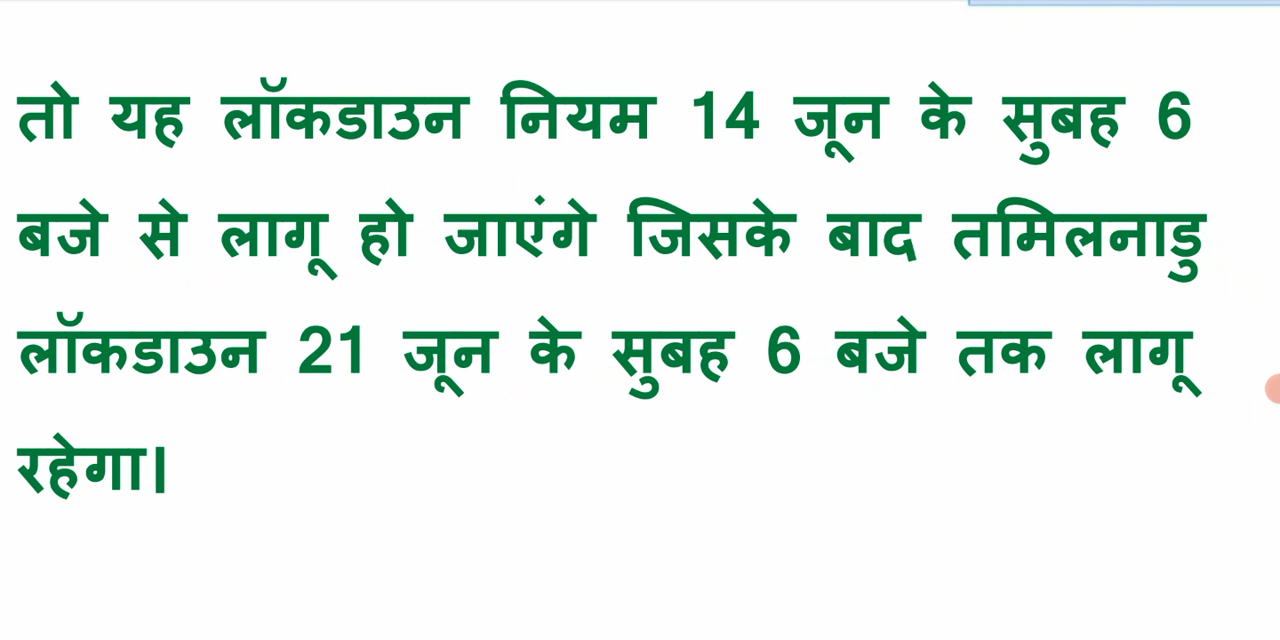 तो यह लॉकडाउन नियम 14 जून के सुबह 6
बजे से लागू हो जाएंगे जिसके बाद तमिलनाडु
लॉकडाउन 21 जून के सुबह 6 बजे तक लागू
रहेगा।